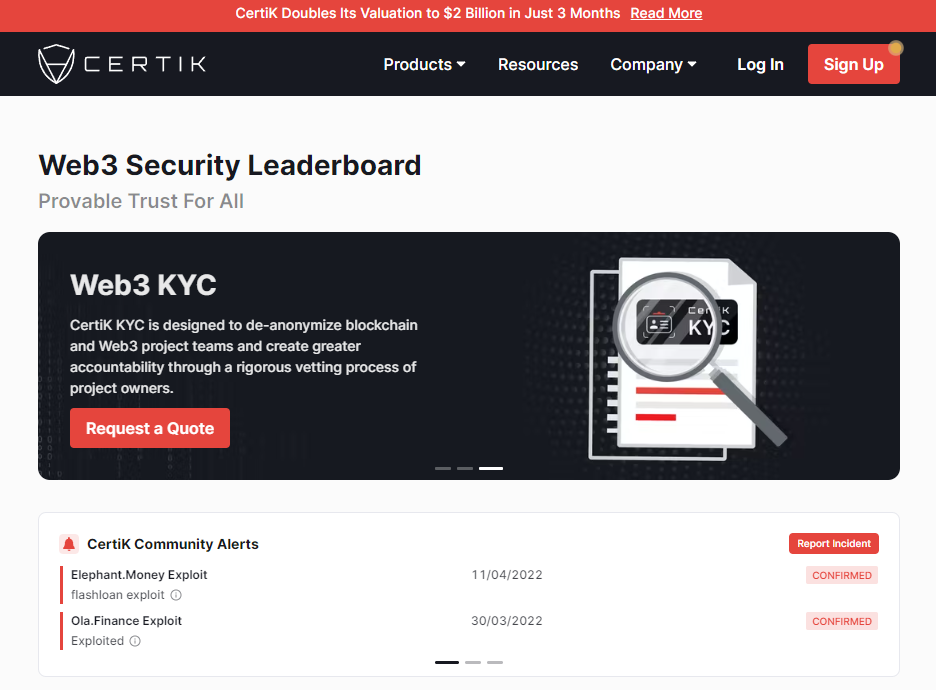 CertiK Doubles Its Valuation to $2 Billion in Just 3 Months Read More
CERTIK
Products
Resources
Company
Log In
Sign Up
Web3 Security Leaderboard
Provable Trust For All
Web3 KYC
CertiK KYC is designed to de-anonymize blockchain
and Web3 project teams and create greater
accountability through a rigorous vetting process of
project owners.
Request a Quote
CertiK
KYC
CertiK Community Alerts
Report Incident
Elephant.Money Exploit
11/04/2022
CONFIRMED
flashloan exploit
Ola.Finance Exploit
30/03/2022
CONFIRMED
Exploited